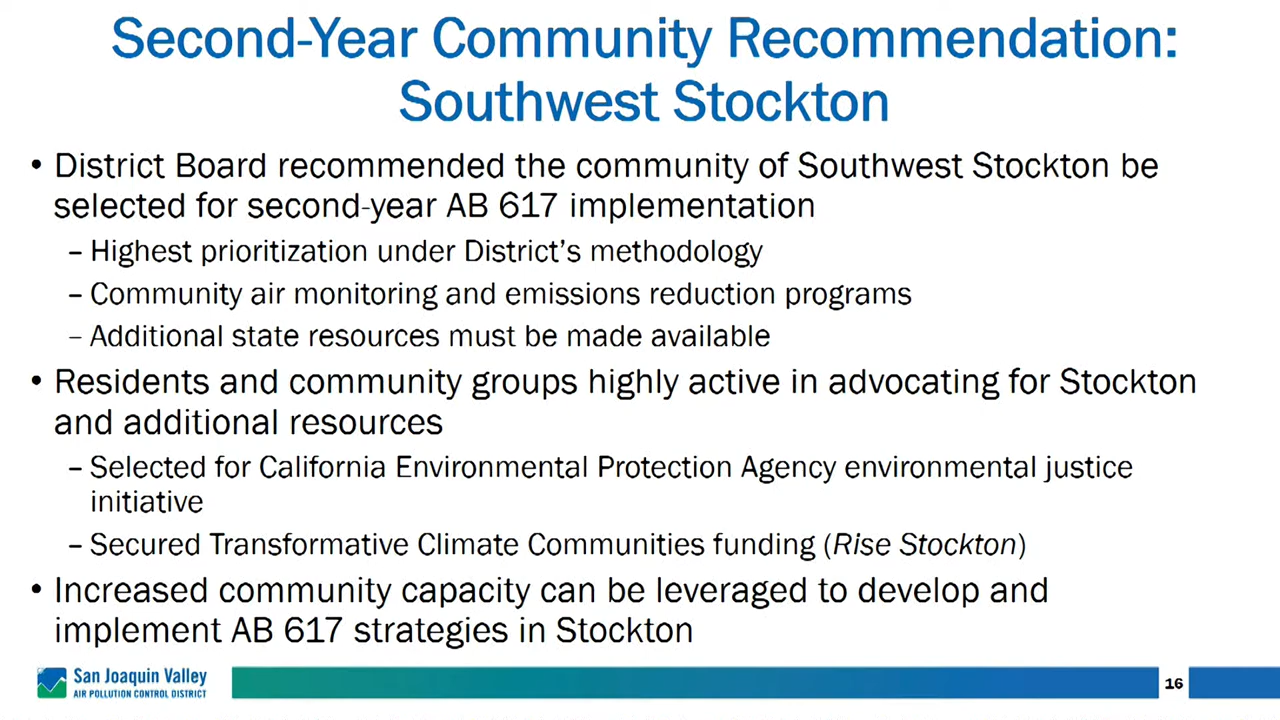 Second-Year Community Recommendation:
Southwest Stockton
• District Board recommended the community of Southwest Stockton be
selected for second-year AB 617 implementation
– Highest prioritization under District's methodology
– Community air monitoring and emissions reduction programs
– Additional state resources must be made available
• Residents and community groups highly active in advocating for Stockton
and additional resources
– Selected for California Environmental Protection Agency environmental justice
initiative
– Secured Transformative Climate Communities funding (Rise Stockton)
• Increased community capacity can be leveraged to develop and
implement AB 617 strategies in Stockton
San Joaquin Valley
AIR POLLUTION CONTROL DISTRICT
16